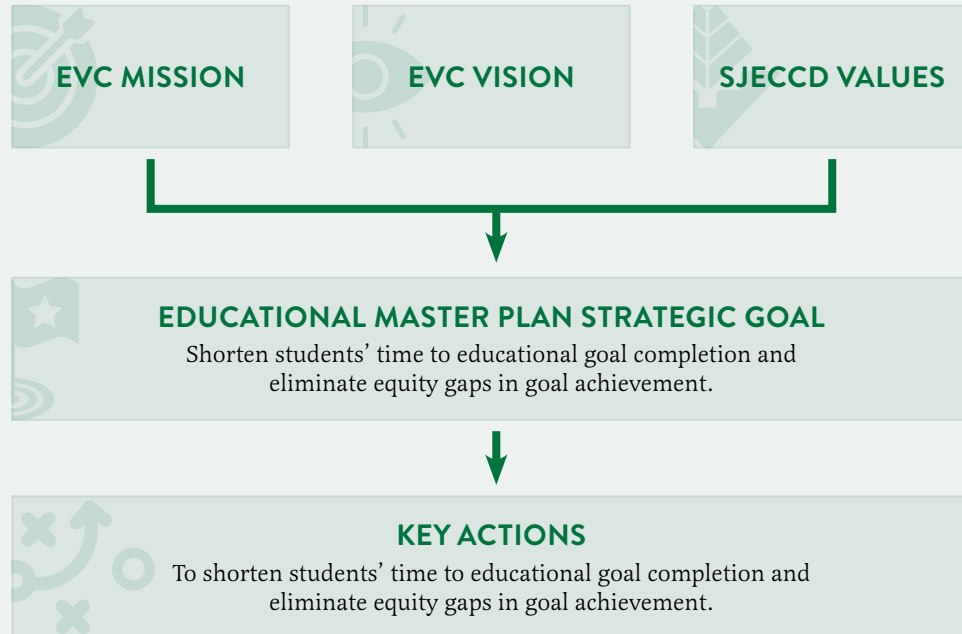 EVC MISSION
EVC VISION
SJECCD VALUES
EDUCATIONAL MASTER PLAN STRATEGIC GOAL
Shorten students’ time to educational goal completion and
eliminate equity gaps in goal achievement.
KEY ACTIONS
To shorten students’ time to educational goal completion and
eliminate equity gaps in goal achievement.